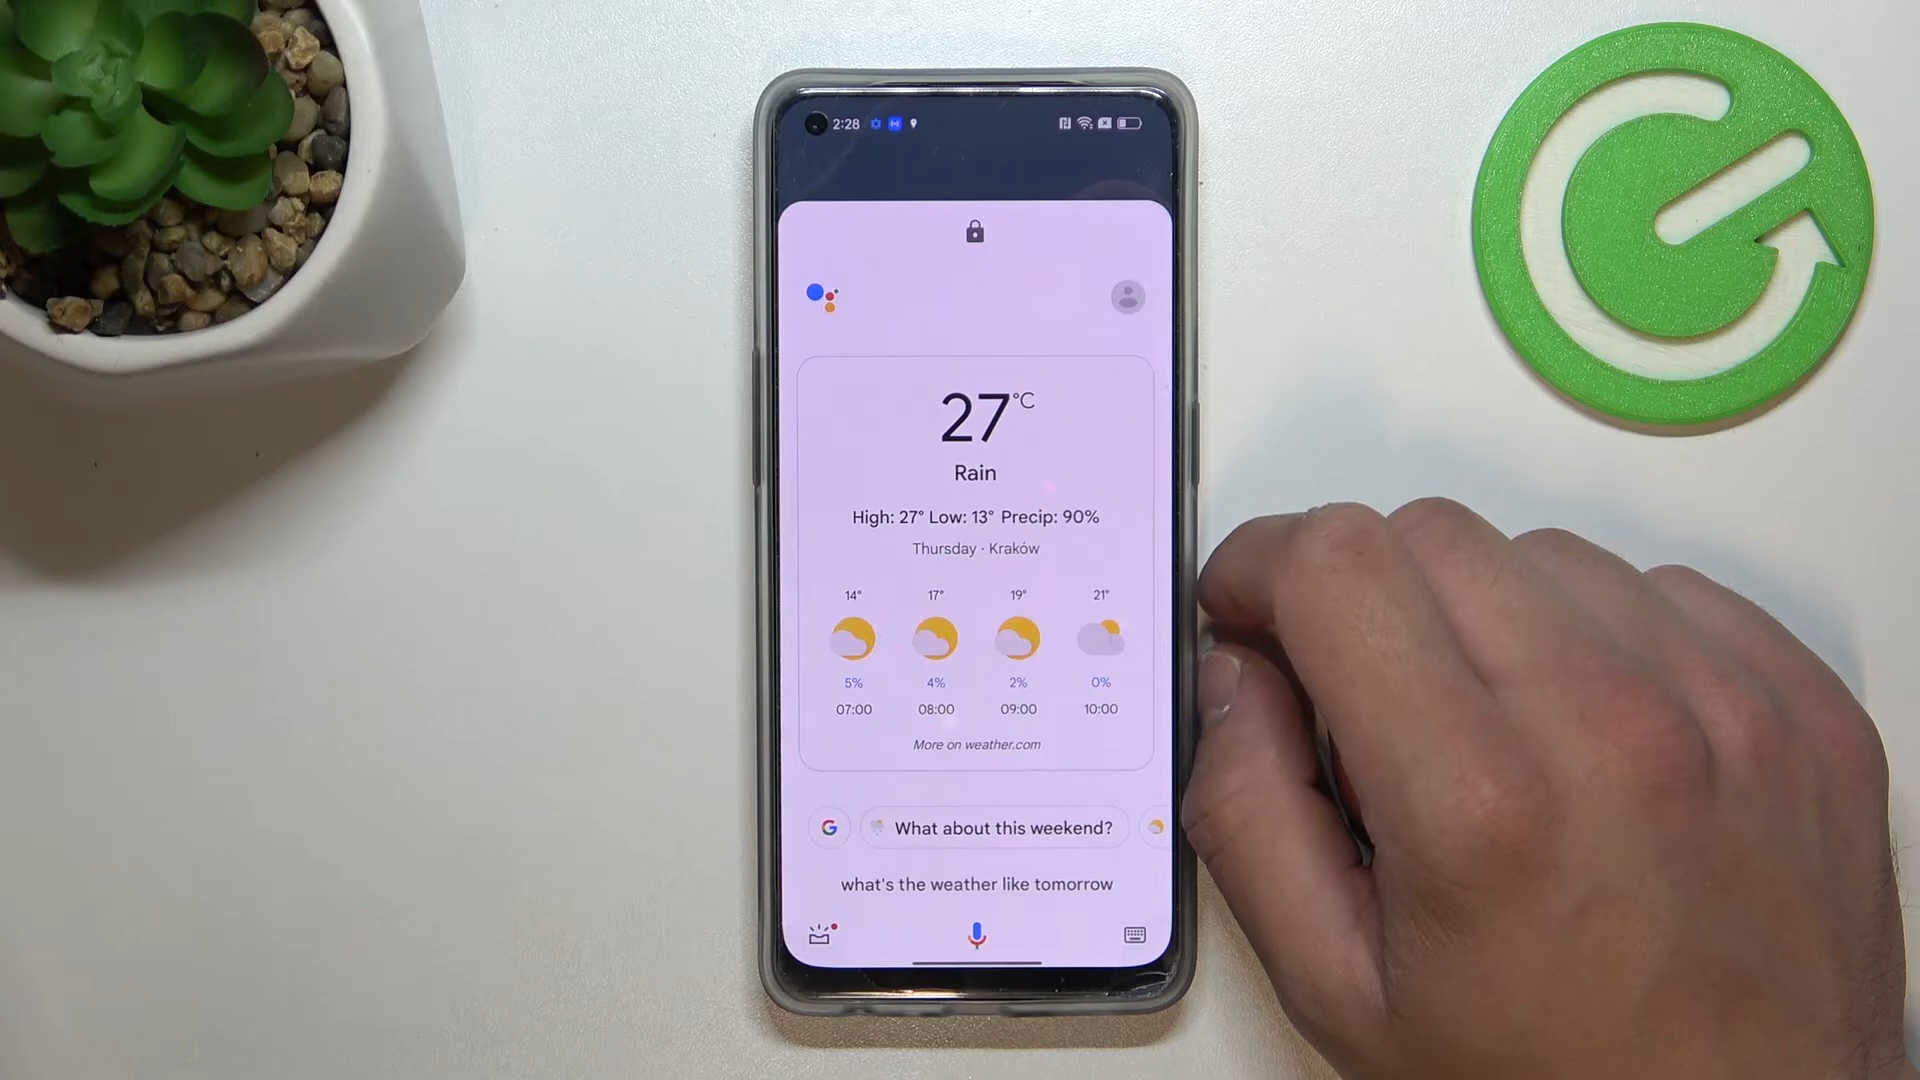 2:28
27°C
Rain
High: 27° Low: 13° Precip: 90%
Thursday · Kraków
14° 17° 19° 21°
5% 4% 2% 0%
07:00 08:00 09:00 10:00
More on weather.com
G What about this weekend?
what's the weather like tomorrow